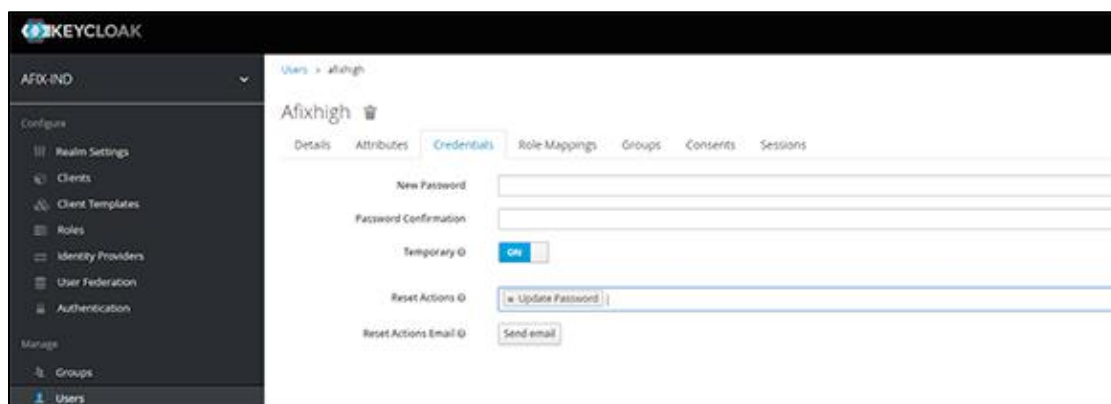 KEYCLOAK
AFIX-IND
Configure
Realm Settings
Clients
Client Templates
Roles
Identity Providers
User Federation
Authentication
Manage
Groups
Users
Users > afixhigh
Afixhigh
Details Attributes Credentials Role Mappings Groups Consents Sessions
New Password
Password Confirmation
Temporary ON
Reset Actions × Update Password
Reset Actions Email Send email